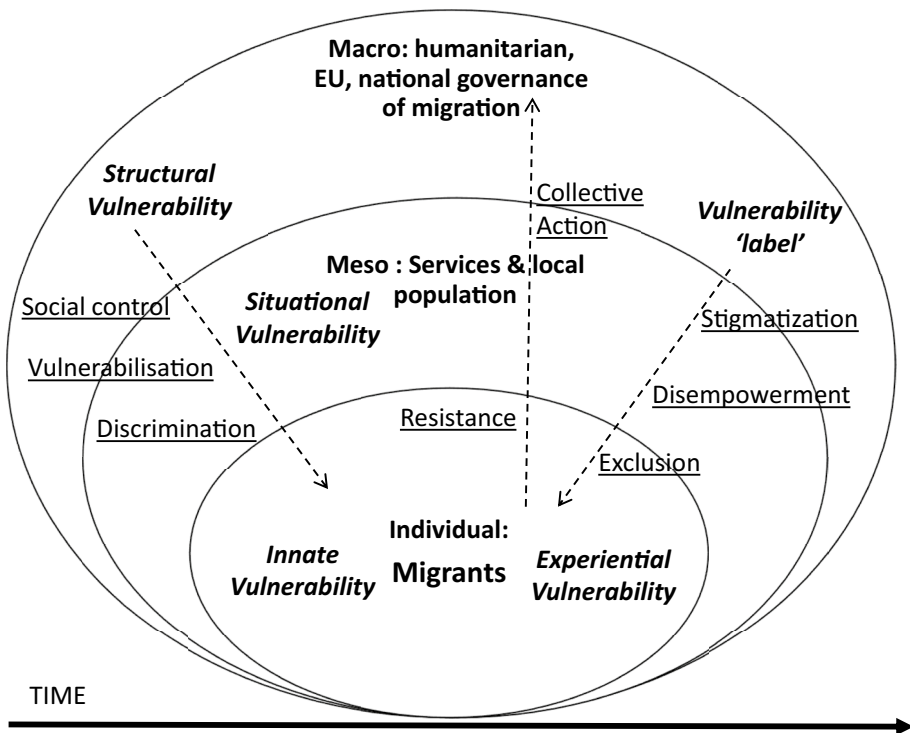 Macro: humanitarian,
EU, national governance
of migration
Structural
Vulnerability
Collective
Action
Vulnerability
‘label’
Meso : Services & local
population
Situational
Vulnerability
Social control
Vulnerabilisation
Discrimination
Stigmatization
Disempowerment
Exclusion
Resistance
Individual:
Migrants
Innate
Vulnerability
Experiential
Vulnerability
TIME